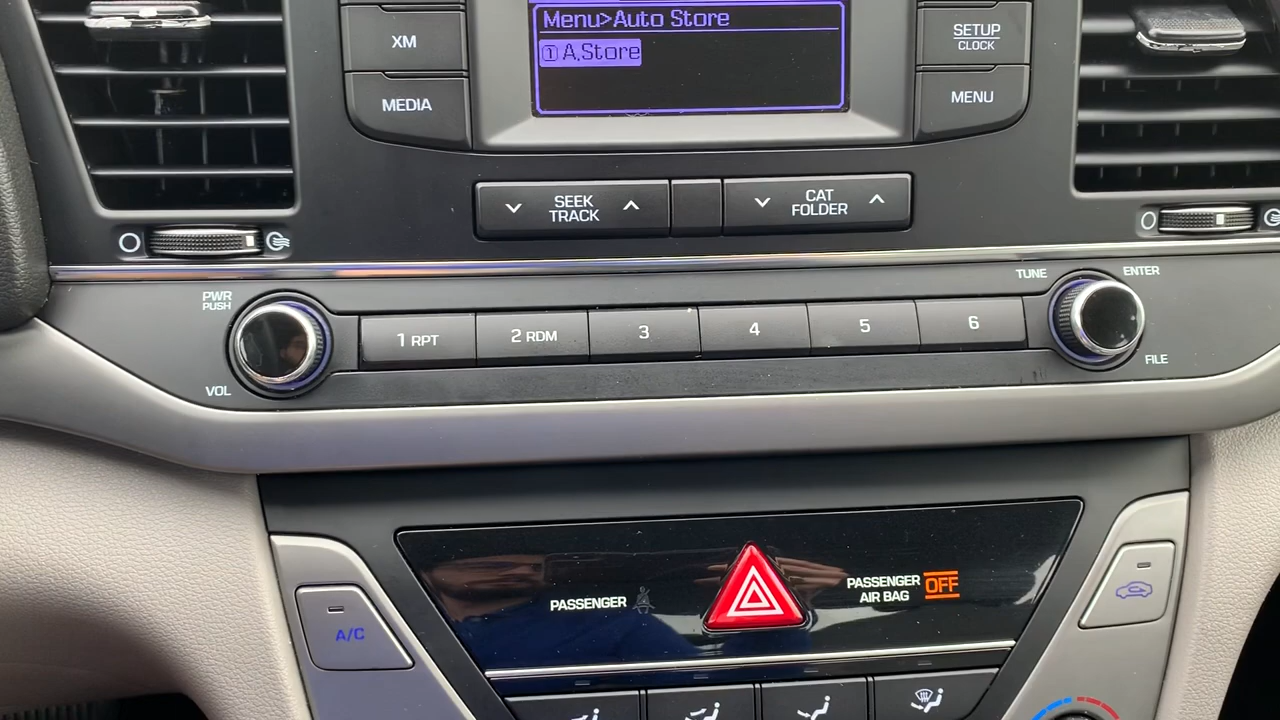 Menu>Auto Store
① A.Store
XM
MEDIA
SETUP
CLOCK
MENU
SEEK
TRACK
CAT
FOLDER
PWR
PUSH
VOL
1 RPT
2 RDM
3
4
5
6
TUNE
ENTER
FILE
PASSENGER
PASSENGER
AIR BAG
OFF
A/C